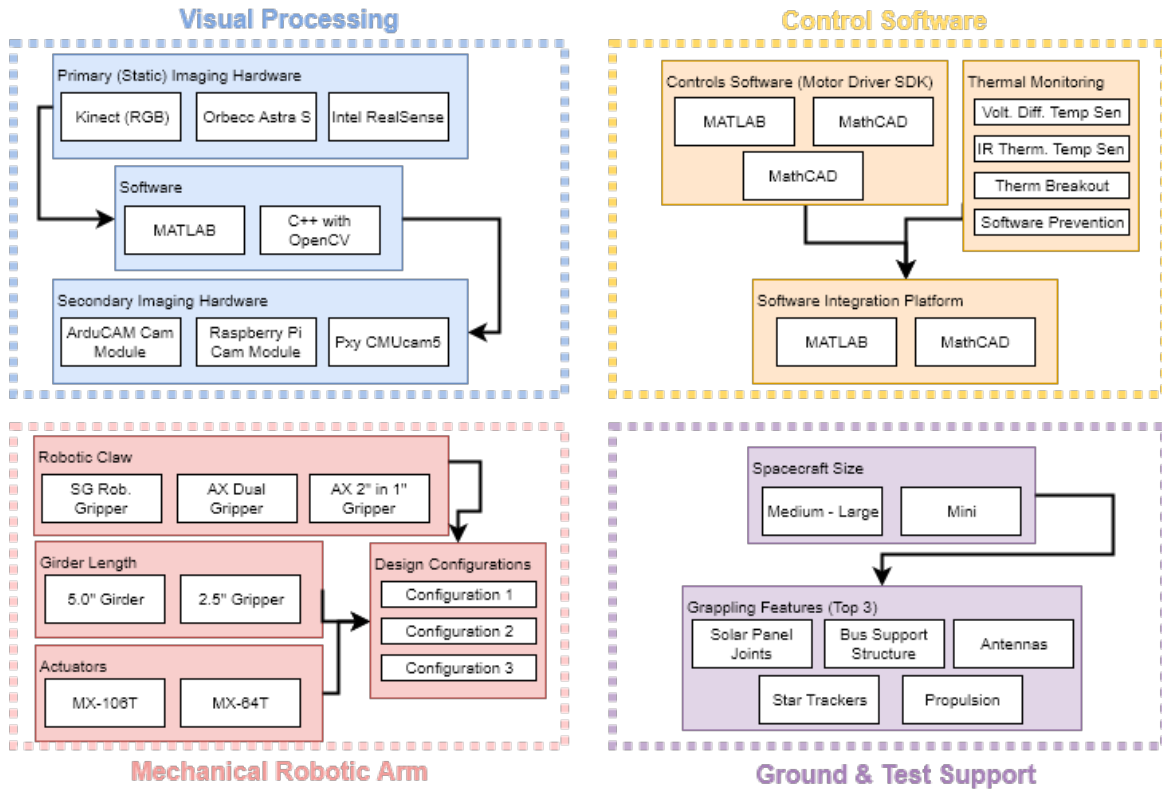 Visual Processing
Primary (Static) Imaging Hardware
Kinect (RGB)
Orbecc Astra S
Intel RealSense
Software
MATLAB
C++ with
OpenCV
Secondary Imaging Hardware
ArduCAM Cam
Module
Raspberry Pi
Cam Module
Pxy CMUcam5
Control Software
Controls Software (Motor Driver SDK)
MATLAB
MathCAD
MathCAD
Thermal Monitoring
Volt. Diff. Temp Sen
IR Therm. Temp Sen
Therm Breakout
Software Prevention
Software Integration Platform
MATLAB
MathCAD
Robotic Claw
SG Rob.
Gripper
AX Dual
Gripper
AX 2" in 1"
Gripper
Girder Length
5.0" Girder
2.5" Gripper
Actuators
MX-106T
MX-64T
Design Configurations
Configuration 1
Configuration 2
Configuration 3
Mechanical Robotic Arm
Spacecraft Size
Medium - Large
Mini
Grappling Features (Top 3)
Solar Panel
Joints
Bus Support
Structure
Antennas
Star Trackers
Propulsion
Ground & Test Support